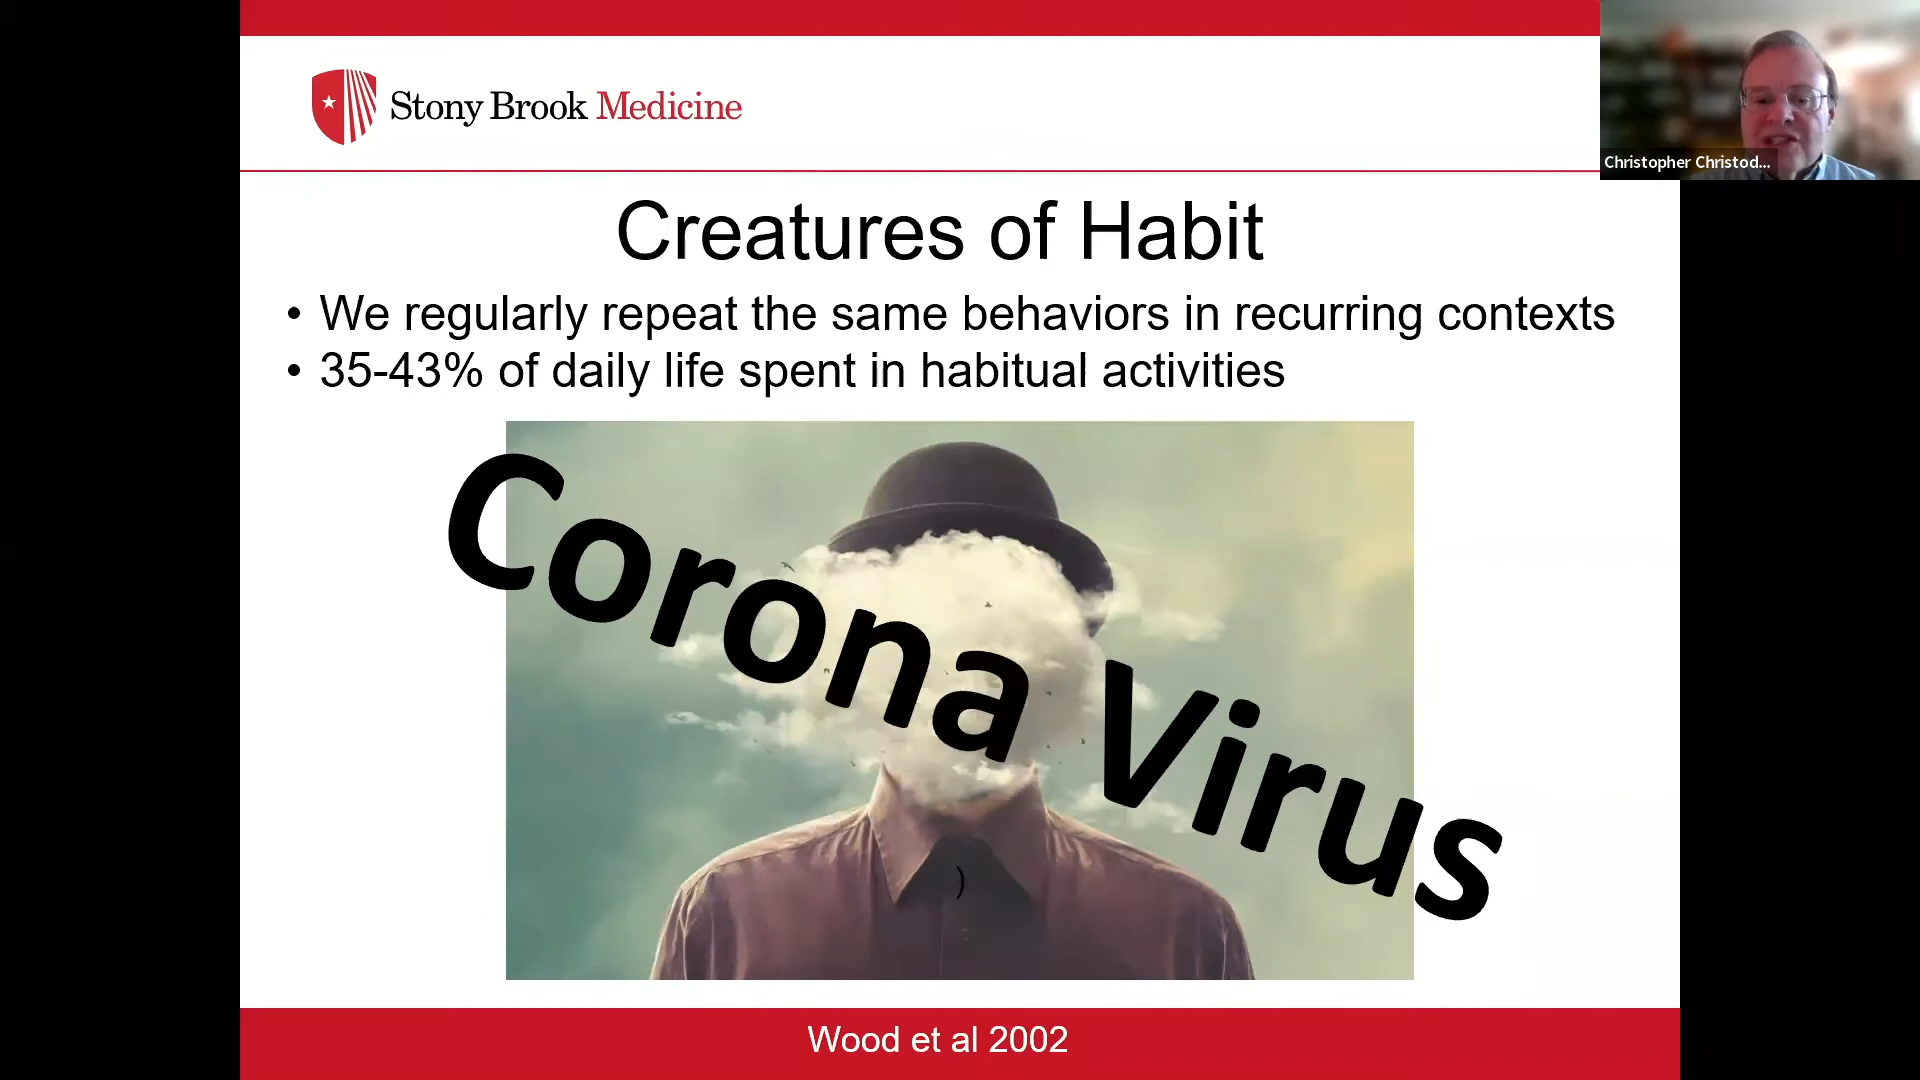 Stony Brook Medicine
Christopher Christod...
Creatures of Habit
• We regularly repeat the same behaviors in recurring contexts
• 35-43% of daily life spent in habitual activities
Corona Virus
)
Wood et al 2002